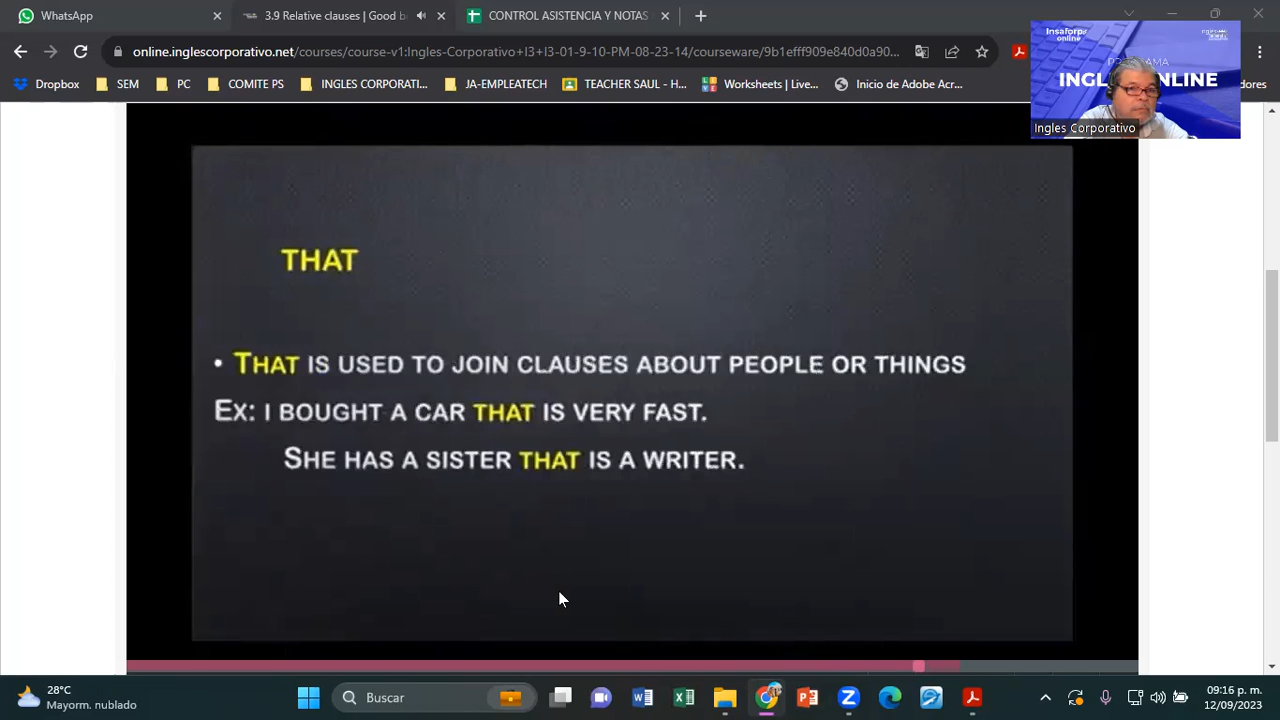 WhatsApp
3.9 Relative clauses | Good b
CONTROL ASISTENCIA Y NOTAS
online.inglescorporativo.net/courses/course-v1:Ingles-Corporativo+I3+I3-01-9-10-PM-08-23-14/courseware/9b19fff909e840d0a90...
Dropbox
SEM
PC
COMITE PS
INGLES CORPORATI...
JA-EMPLEATECH
TEACHER SAUL - H...
Worksheets | Live...
Inicio de Adobe Acr...
Insaforp
online
INGL
ONLINE
Ingles Corporativo
THAT
• THAT IS USED TO JOIN CLAUSES ABOUT PEOPLE OR THINGS
EX: I BOUGHT A CAR THAT IS VERY FAST.
SHE HAS A SISTER THAT IS A WRITER.
28°C
Mayorm. nublado
Buscar
09:16 p. m.
12/09/2023